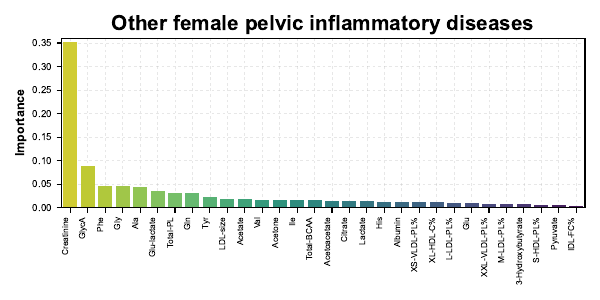 Other female pelvic inflammatory diseases
Importance
0.35
0.30
0.25
0.20
0.15
0.10
0.05
0.00
Creatinine
GlycA
Phe
Gly
Ala
Glu-lactate
Total-PL
Gln
Tyr
LDL-size
Acetate
Val
Acetone
Ile
Total-BCAA
Acetoacetate
Citrate
Lactate
His
Albumin
XS-VLDL-PL%
XL-HDL-C%
L-LDL-PL%
Glu
XXL-VLDL-PL%
M-LDL-PL%
3-Hydroxybutyrate
S-HDL-PL%
Pyruvate
IDL-FC%